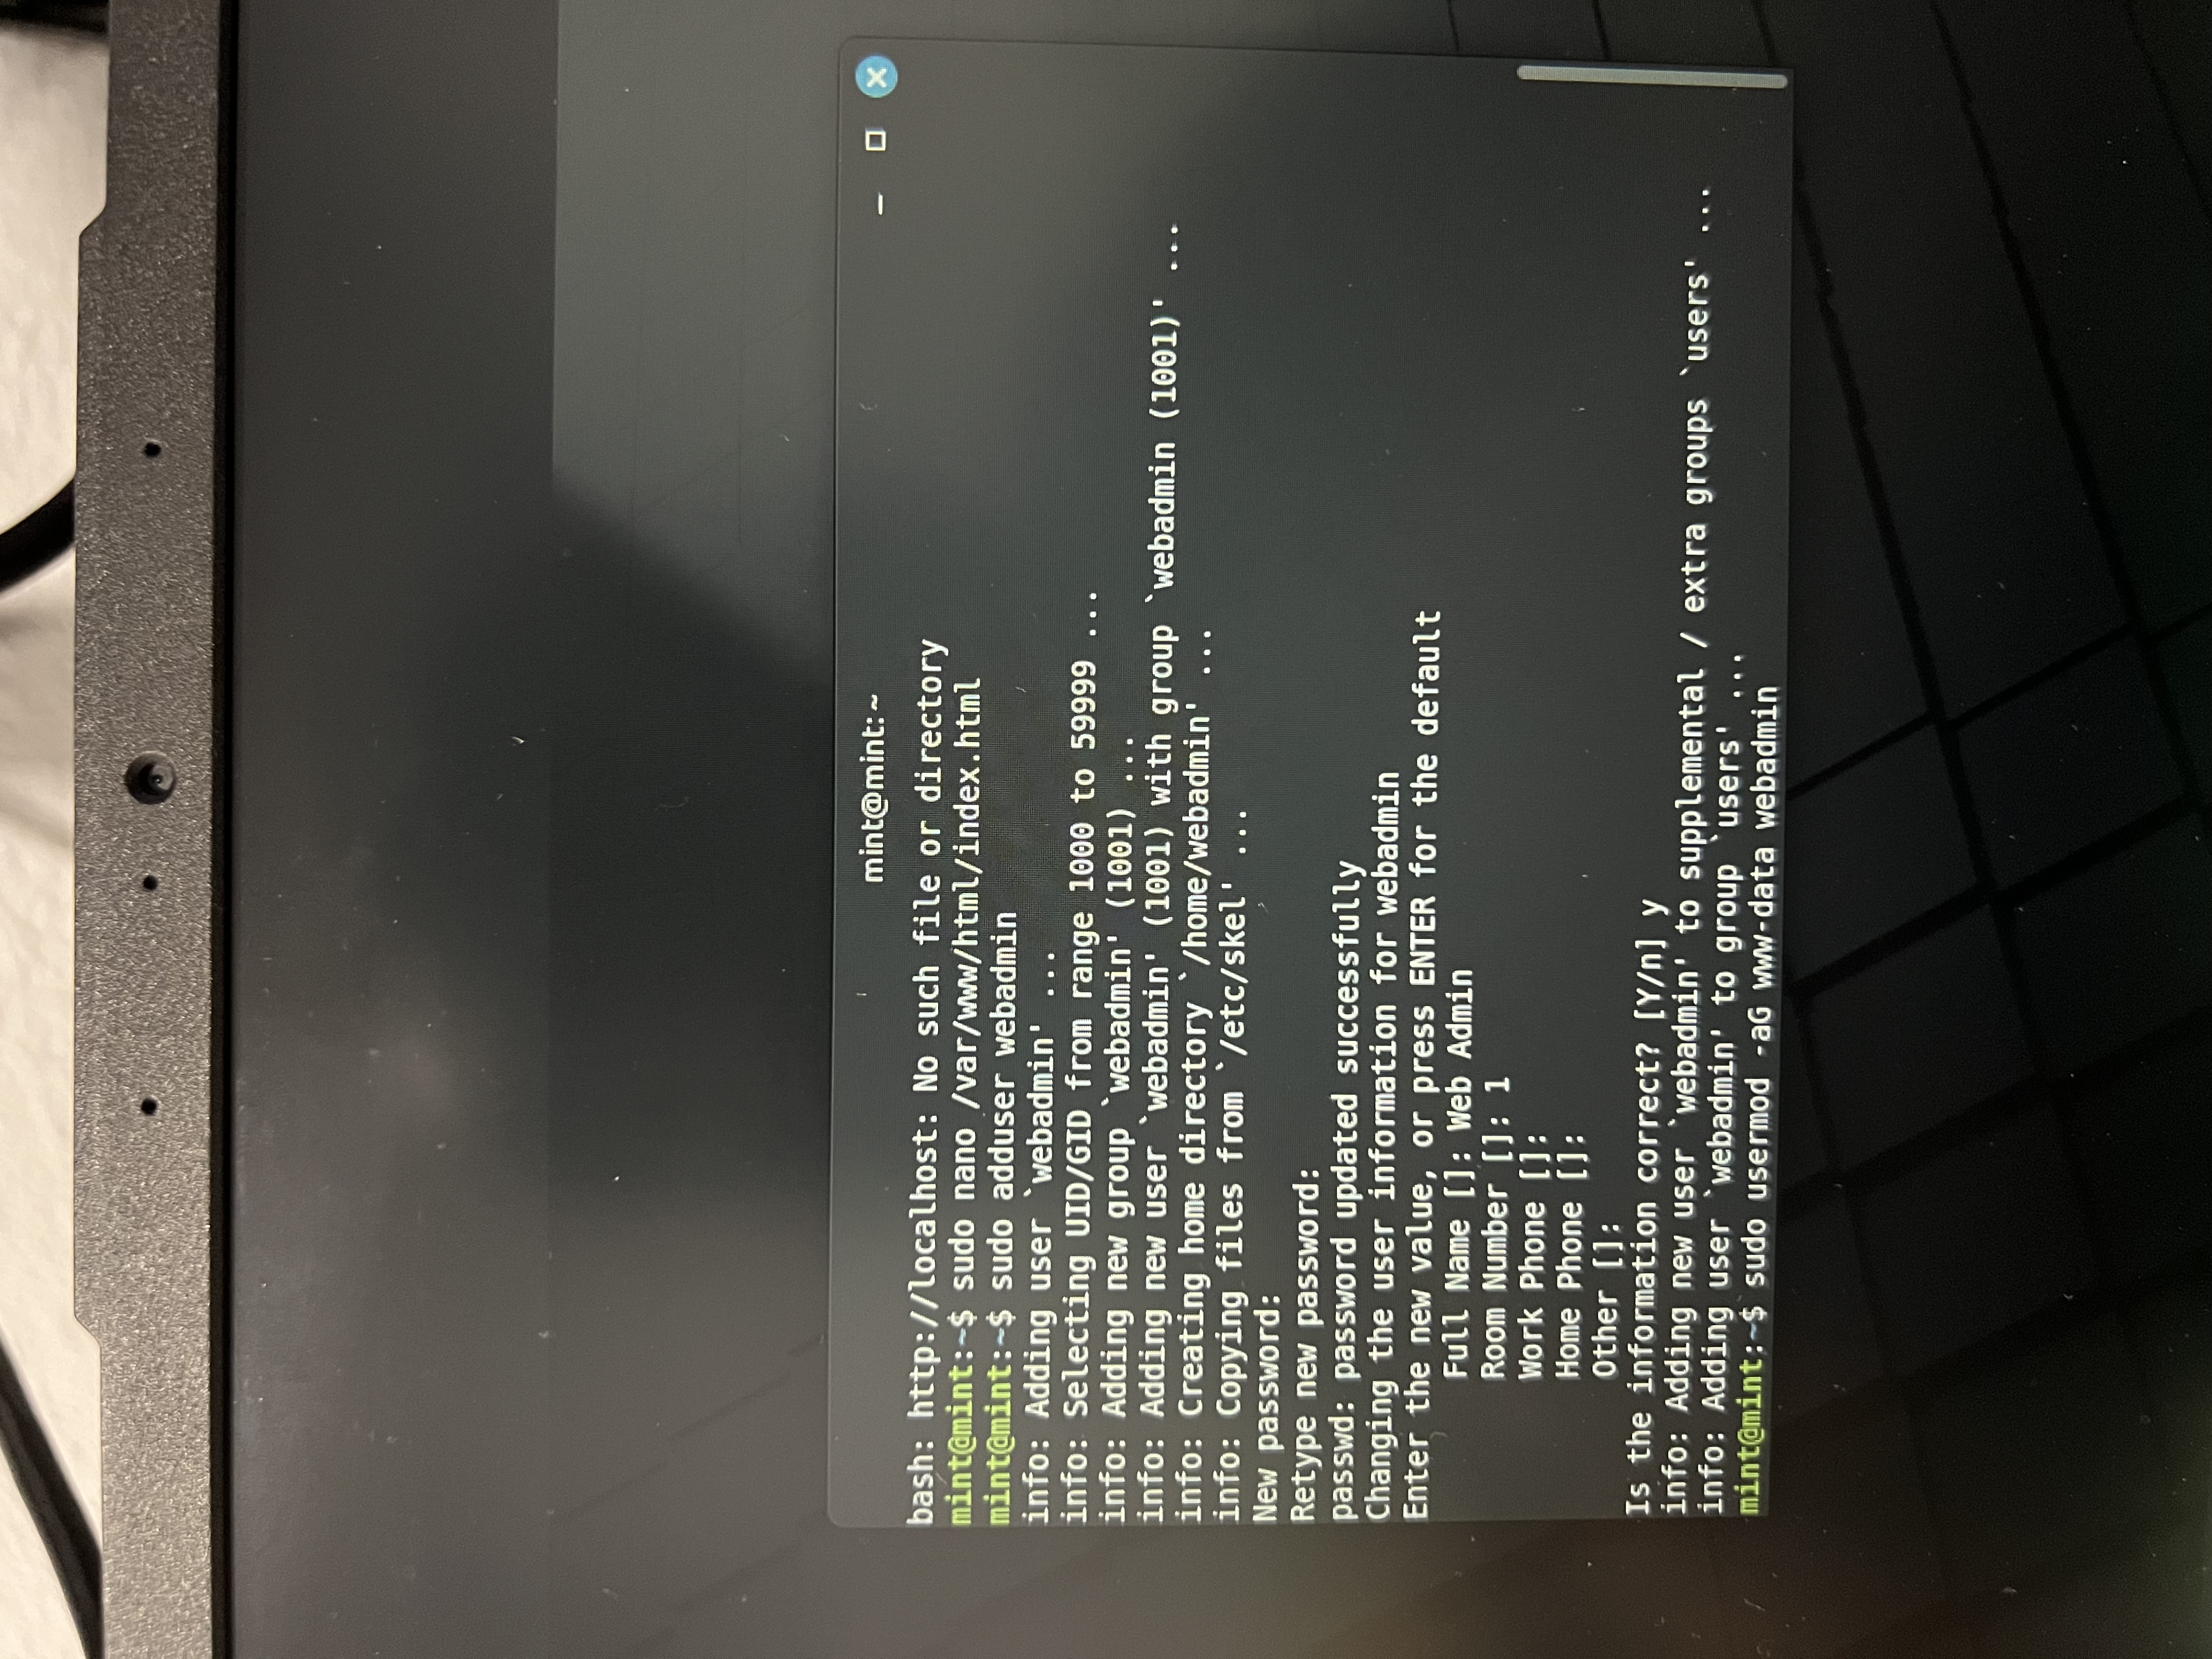 mint@mint: ~
bash: http://localhost: No such file or directory
mint@mint:~$ sudo nano /var/www/html/index.html
mint@mint:~$ sudo adduser webadmin
info: Adding user `webadmin' ...
info: Selecting UID/GID from range 1000 to 59999 ...
info: Adding new group `webadmin' (1001) ...
info: Adding new user `webadmin' (1001) with group `webadmin (1001)' ...
info: Creating home directory `/home/webadmin' ...
info: Copying files from `/etc/skel' ...
New password:
Retype new password:
passwd: password updated successfully
Changing the user information for webadmin
Enter the new value, or press ENTER for the default
Full Name []: Web Admin
Room Number []: 1
Work Phone []:
Home Phone []:
Other []:
Is the information correct? [Y/n] y
info: Adding new user `webadmin' to supplemental / extra groups `users' ...
info: Adding user `webadmin' to group `users' ...
mint@mint:~$ sudo usermod -aG www-data webadmin